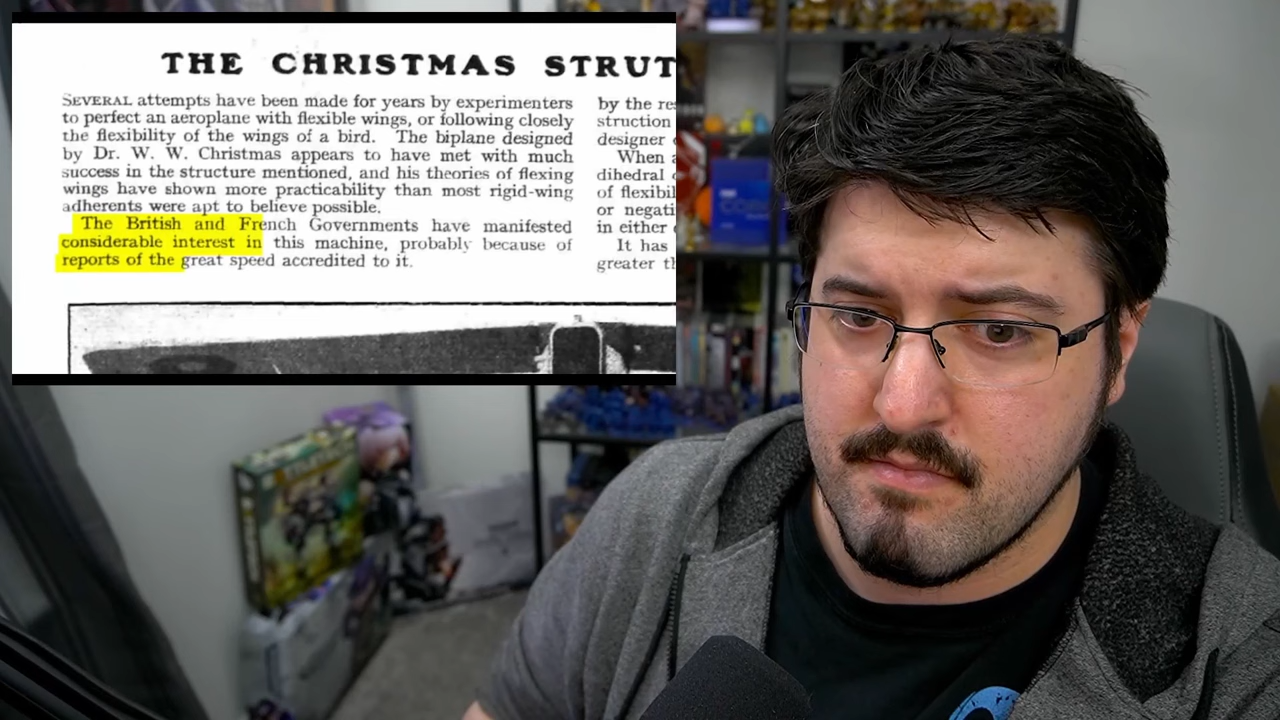 THE CHRISTMAS STRUT
SEVERAL attempts have been made for years by experimenters
to perfect an aeroplane with flexible wings, or following closely
the flexibility of the wings of a bird. The biplane designed
by Dr. W. W. Christmas appears to have met with much
success in the structure mentioned, and his theories of flexing
wings have shown more practicability than most rigid-wing
adherents were apt to believe possible.
The British and French Governments have manifested
considerable interest in this machine, probably because of
reports of the great speed accredited to it.
by the
struction
designer
When
dihedral
of flexibil
or negati
in either
It has
greater